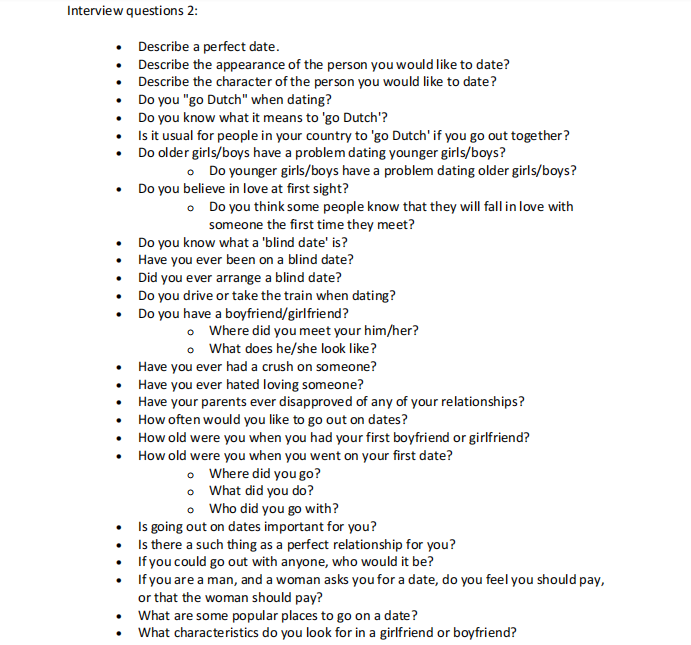 Interview questions 2:
• Describe a perfect date.
• Describe the appearance of the person you would like to date?
• Describe the character of the person you would like to date?
• Do you "go Dutch" when dating?
• Do you know what it means to 'go Dutch'?
• Is it usual for people in your country to 'go Dutch' if you go out together?
• Do older girls/boys have a problem dating younger girls/boys?
o Do younger girls/boys have a problem dating older girls/boys?
• Do you believe in love at first sight?
o Do you think some people know that they will fall in love with
someone the first time they meet?
• Do you know what a 'blind date' is?
• Have you ever been on a blind date?
• Did you ever arrange a blind date?
• Do you drive or take the train when dating?
• Do you have a boyfriend/girlfriend?
o Where did you meet your him/her?
o What does he/she look like?
• Have you ever had a crush on someone?
• Have you ever hated loving someone?
• Have your parents ever disapproved of any of your relationships?
• How often would you like to go out on dates?
• How old were you when you had your first boyfriend or girlfriend?
• How old were you when you went on your first date?
o Where did you go?
o What did you do?
o Who did you go with?
• Is going out on dates important for you?
• Is there a such thing as a perfect relationship for you?
• If you could go out with anyone, who would it be?
• If you are a man, and a woman asks you for a date, do you feel you should pay,
or that the woman should pay?
• What are some popular places to go on a date?
• What characteristics do you look for in a girlfriend or boyfriend?